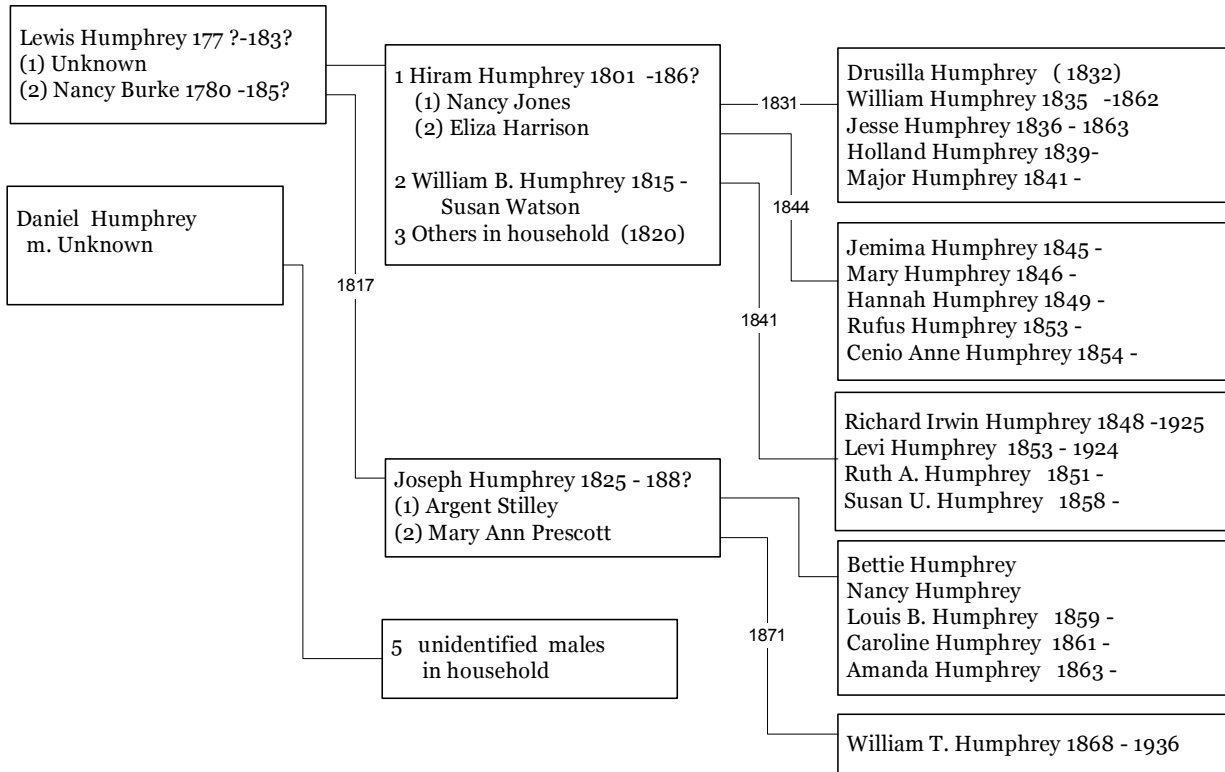 Lewis Humphrey 177 ?-183?
(1) Unknown
(2) Nancy Burke 1780 -185?
Daniel Humphrey
m. Unknown
1817
1 Hiram Humphrey 1801 -186?
(1) Nancy Jones
(2) Eliza Harrison
2 William B. Humphrey 1815 -
Susan Watson
3 Others in household (1820)
Joseph Humphrey 1825 - 188?
(1) Argent Stilley
(2) Mary Ann Prescott
5 unidentified males
in household
1831
1844
1841
1871
Drusilla Humphrey ( 1832)
William Humphrey 1835 -1862
Jesse Humphrey 1836 - 1863
Holland Humphrey 1839-
Major Humphrey 1841 -
Jemima Humphrey 1845 -
Mary Humphrey 1846 -
Hannah Humphrey 1849 -
Rufus Humphrey 1853 -
Cenio Anne Humphrey 1854 -
Richard Irwin Humphrey 1848 -1925
Levi Humphrey 1853 - 1924
Ruth A. Humphrey 1851 -
Susan U. Humphrey 1858 -
Bettie Humphrey
Nancy Humphrey
Louis B. Humphrey 1859 -
Caroline Humphrey 1861 -
Amanda Humphrey 1863 -
William T. Humphrey 1868 - 1936